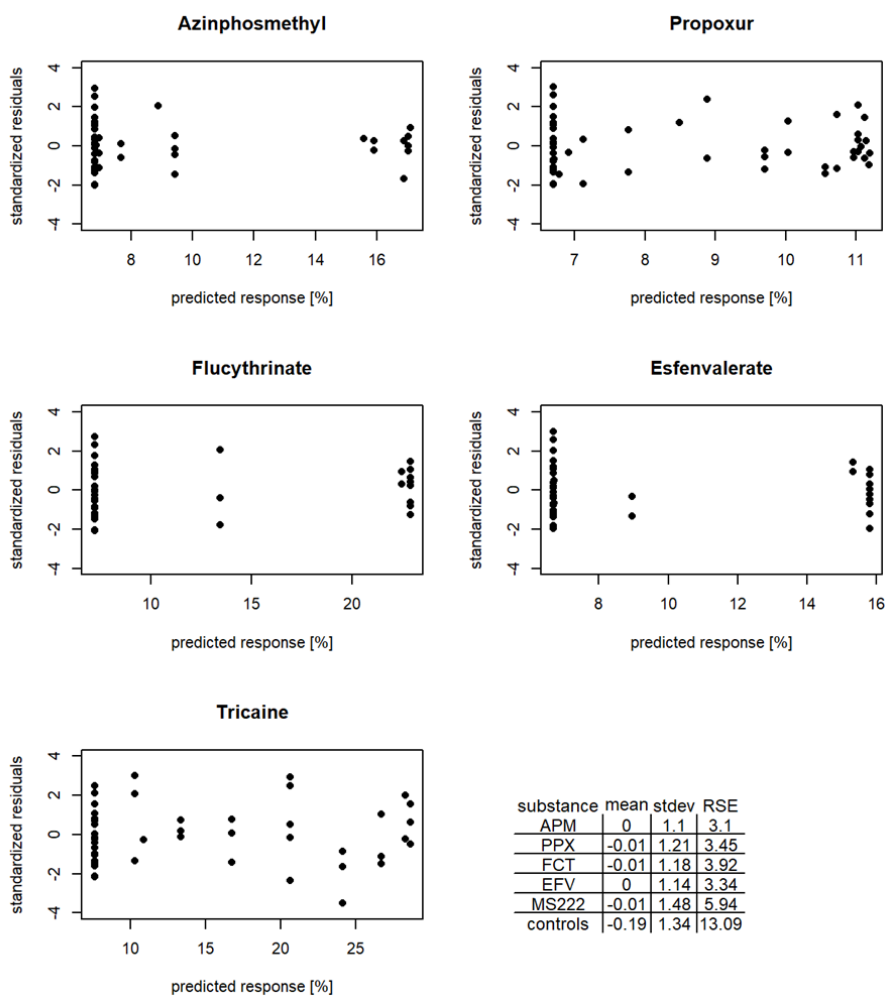 Azinphosmethyl
standardized residuals
4
2
0
-2
-4
8 10 12 14 16
predicted response [%]
Propoxur
standardized residuals
4
2
0
-2
-4
7 8 9 10 11
predicted response [%]
Flucythrinate
standardized residuals
4
2
0
-2
-4
10 15 20
predicted response [%]
Esfenvalerate
standardized residuals
4
2
0
-2
-4
8 10 12 14 16
predicted response [%]
Tricaine
standardized residuals
4
2
0
-2
-4
10 15 20 25
predicted response [%]
substance mean stdev RSE
APM 0 1.1 3.1
PPX -0.01 1.21 3.45
FCT -0.01 1.18 3.92
EFV 0 1.14 3.34
MS222 -0.01 1.48 5.94
controls -0.19 1.34 13.09